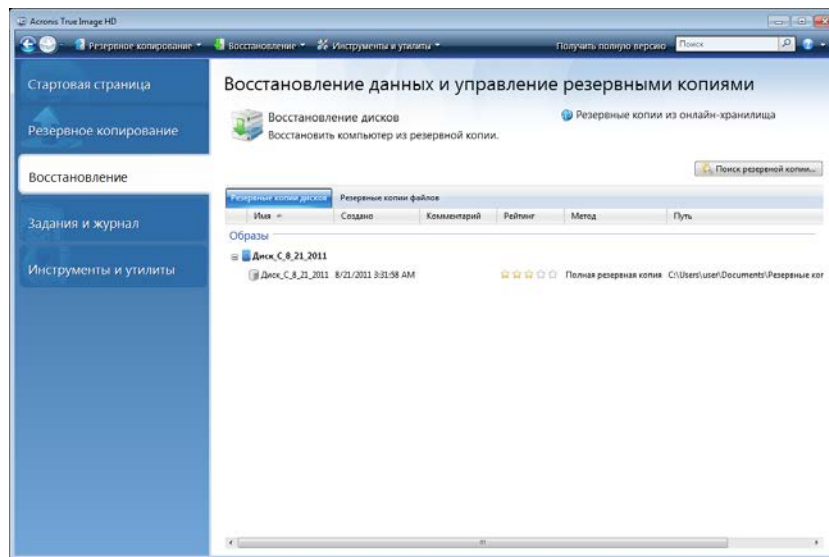 Acronis True Image HD
Резервное копирование Восстановление Инструменты и утилиты Получить полную версию Поиск
Стартовая страница
Резервное копирование
Восстановление
Задания и журнал
Инструменты и утилиты
Восстановление данных и управление резервными копиями
Восстановление дисков
Восстановить компьютер из резервной копии.
Резервные копии из онлайн-хранилища
Поиск резервной копии...
Резервные копии дисков Резервные копии файлов
Имя Создано Комментарий Рейтинг Метод Путь
Образы
Диск_C_8_21_2011
Диск_C_8_21_2011 8/21/2011 3:31:58 AM Полная резервная копия C:\Users\user\Documents\Резервные коп